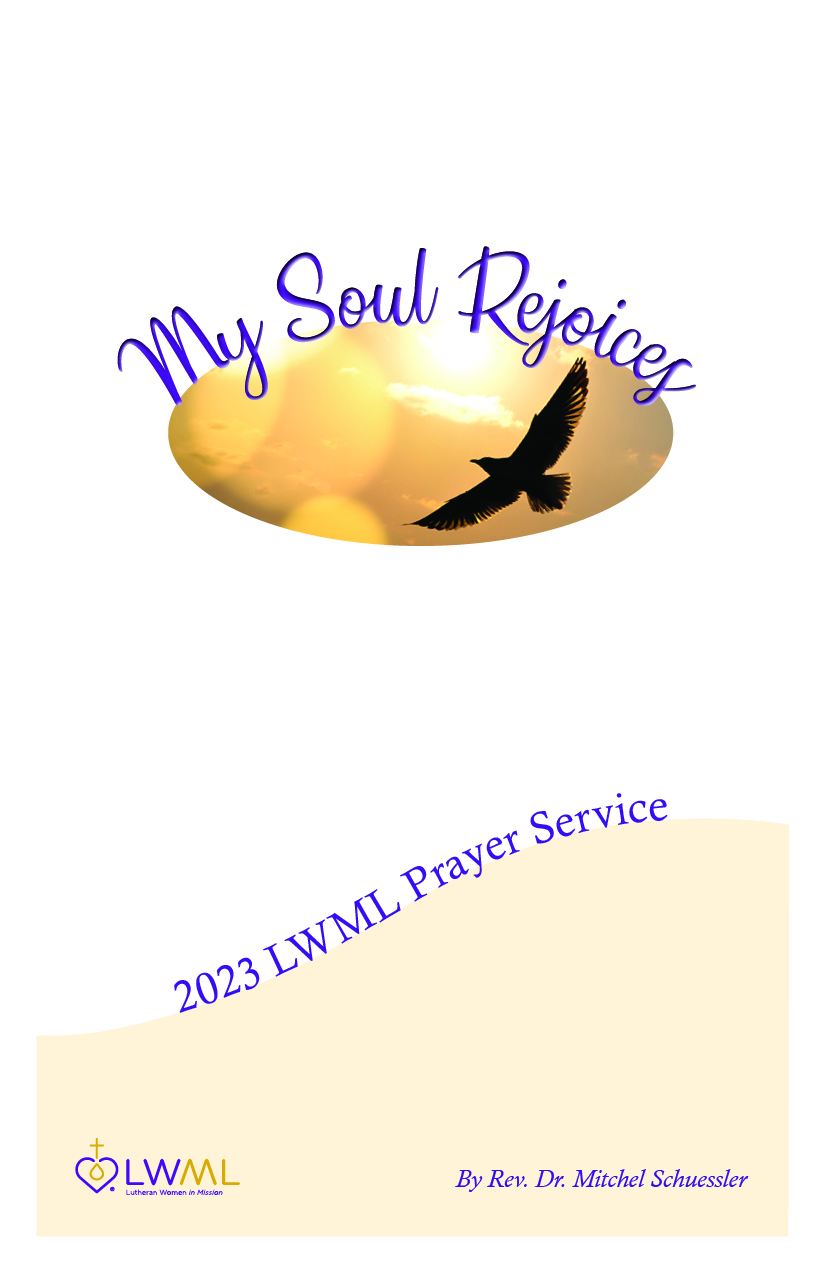 My Soul Rejoices
2023 LWML Prayer Service
LWML
Lutheran Women in Mission
By Rev. Dr. Mitchel Schuessler